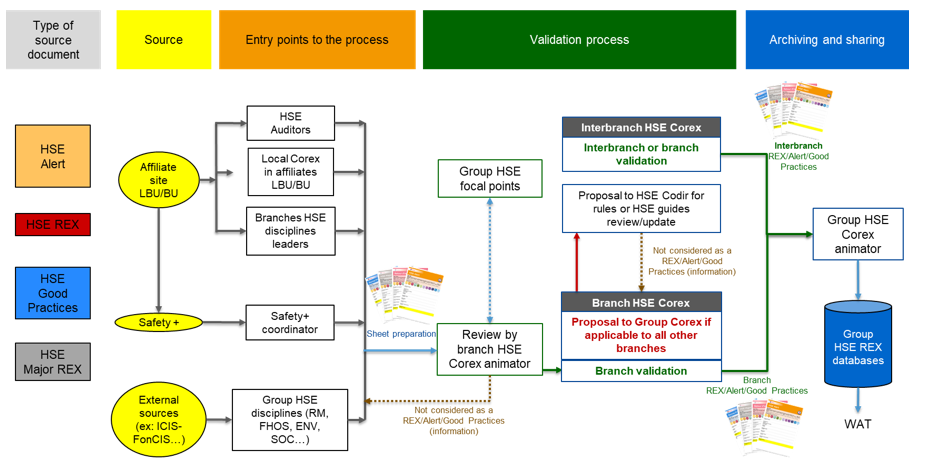 Type of
source
document
Source
Entry points to the process
Validation process
Archiving and sharing
HSE
Alert
HSE REX
HSE
Good
Practices
HSE
Major REX
Affiliate
site
LBU/BU
Safety +
External
sources
(ex: ICIS-
FonCIS…)
HSE
Auditors
Local Corex
in affiliates
LBU/BU
Branches HSE
disciplines
leaders
Safety+
coordinator
Group HSE
disciplines (RM,
FHOS, ENV,
SOC…)
Sheet preparation
Group HSE
focal points
Review by
branch HSE
Corex animator
Not considered as a
REX/Alert/Good Practices
(information)
Interbranch HSE Corex
Interbranch or branch
validation
Proposal to HSE Codir for
rules or HSE guides
review/update
Not considered as a
REX/Alert/Good
Practices (information)
Branch HSE Corex
Proposal to Group Corex if
applicable to all other
branches
Branch validation
Interbranch
REX/Alert/Good
Practices
Group HSE
Corex
animator
Group
HSE REX
databases
Branch
REX/Alert/Good Practices
WAT